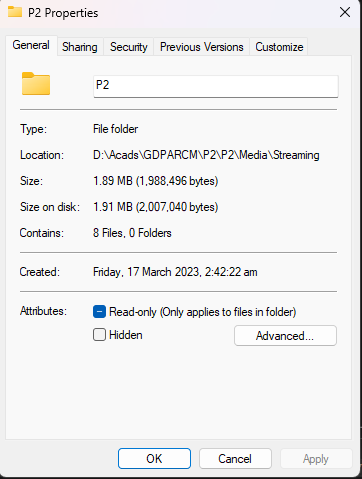 P2 Properties
General Sharing Security Previous Versions Customize
P2
Type: File folder
Location: D:\Acads\GDPARCM\P2\P2\Media\Streaming
Size: 1.89 MB (1,988,496 bytes)
Size on disk: 1.91 MB (2,007,040 bytes)
Contains: 8 Files, 0 Folders
Created: Friday, 17 March 2023, 2:42:22 am
Attributes: Read-only (Only applies to files in folder)
Hidden Advanced...
OK Cancel Apply